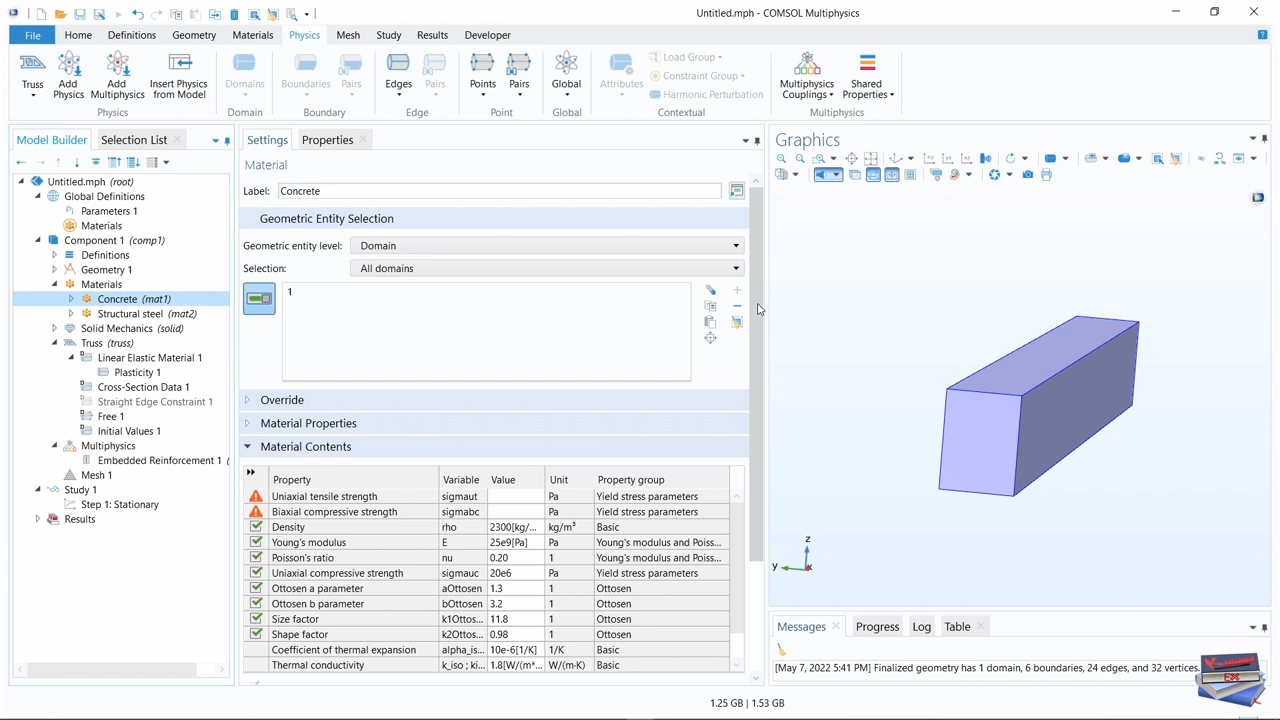 Untitled.mph - COMSOL Multiphysics
File Home Definitions Geometry Materials Physics Mesh Study Results Developer
Truss Add Physics Add Multiphysics Insert Physics from Model Domains Boundaries Pairs Edges Pairs Points Pairs Global Attributes Load Group Constraint Group Harmonic Perturbation Multiphysics Couplings Shared Properties
Physics Domain Boundary Edge Point Global Contextual Multiphysics
Model Builder Selection List
Untitled.mph (root)
Global Definitions
Parameters 1
Materials
Component 1 (comp1)
Definitions
Geometry 1
Materials
Concrete (mat1)
Structural steel (mat2)
Solid Mechanics (solid)
Truss (truss)
Linear Elastic Material 1
Plasticity 1
Cross-Section Data 1
Straight Edge Constraint 1
Free 1
Initial Values 1
Multiphysics
Embedded Reinforcement 1 (
Mesh 1
Study 1
Step 1: Stationary
Results
Settings Properties
Material
Label: Concrete
Geometric Entity Selection
Geometric entity level: Domain
Selection: All domains
1
Override
Material Properties
Material Contents
Property Variable Value Unit Property group
Uniaxial tensile strength sigmaut Pa Yield stress parameters
Biaxial compressive strength sigmabc Pa Yield stress parameters
Density rho 2300[kg/... kg/m³ Basic
Young's modulus E 25e9[Pa] Pa Young's modulus and Poiss...
Poisson's ratio nu 0.20 1 Young's modulus and Poiss...
Uniaxial compressive strength sigmauc 20e6 Pa Yield stress parameters
Ottosen a parameter aOttosen 1.3 1 Ottosen
Ottosen b parameter bOttosen 3.2 1 Ottosen
Size factor k1Ottos... 11.8 1 Ottosen
Shape factor k2Ottos... 0.98 1 Ottosen
Coefficient of thermal expansion alpha_is... 10e-6[1/K] 1/K Basic
Thermal conductivity k_iso ; ki... 1.8[W/(m*... W/(m·K) Basic
Graphics
z
y x
Messages Progress Log Table
[May 7, 2022 5:41 PM] Finalized geometry has 1 domain, 6 boundaries, 24 edges, and 32 vertices.
1.25 GB | 1.53 GB